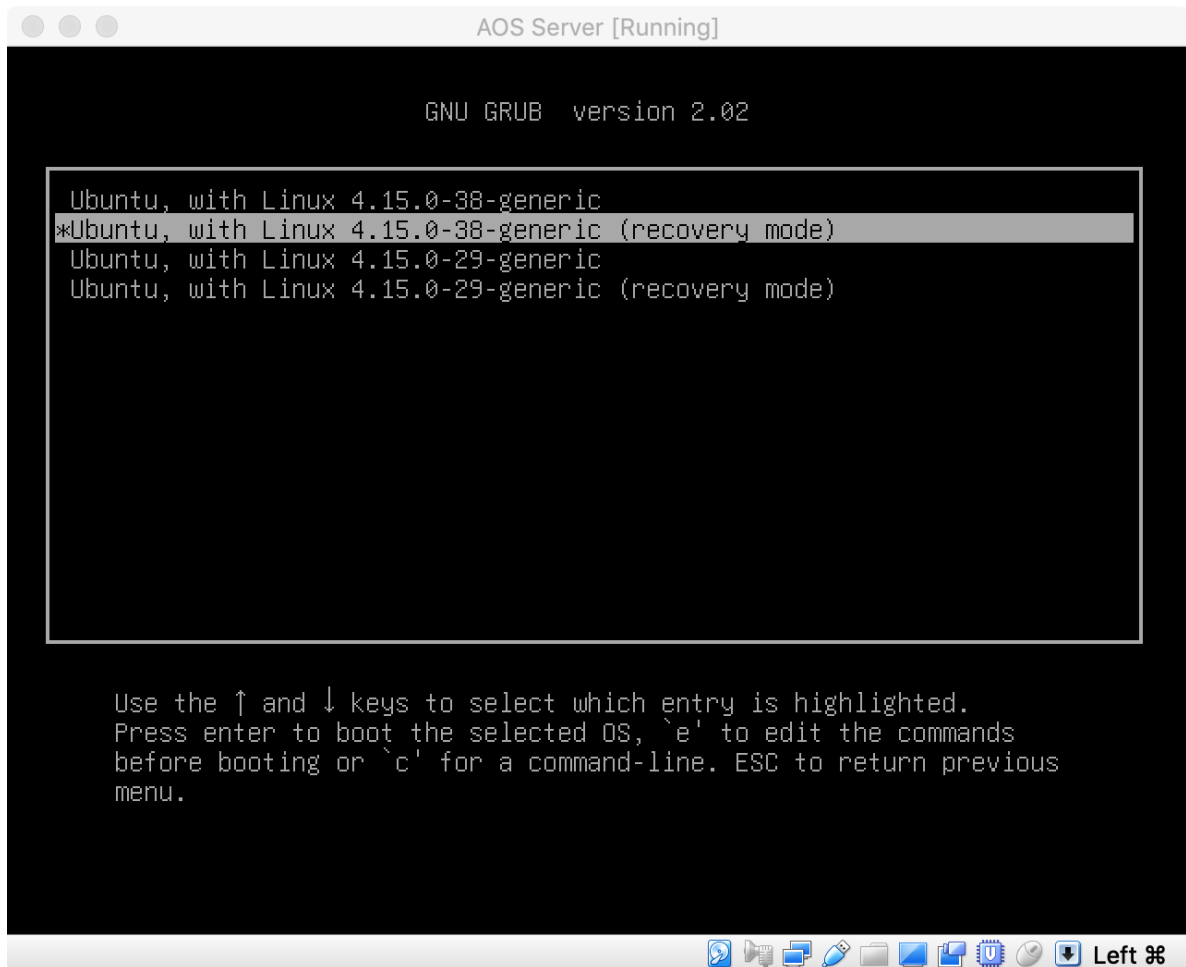 AOS Server [Running]
GNU GRUB  version 2.02
Ubuntu, with Linux 4.15.0-38-generic
*Ubuntu, with Linux 4.15.0-38-generic (recovery mode)
Ubuntu, with Linux 4.15.0-29-generic
Ubuntu, with Linux 4.15.0-29-generic (recovery mode)
Use the ↑ and ↓ keys to select which entry is highlighted.
Press enter to boot the selected OS, `e' to edit the commands
before booting or `c' for a command-line. ESC to return previous
menu.
Left ⌘